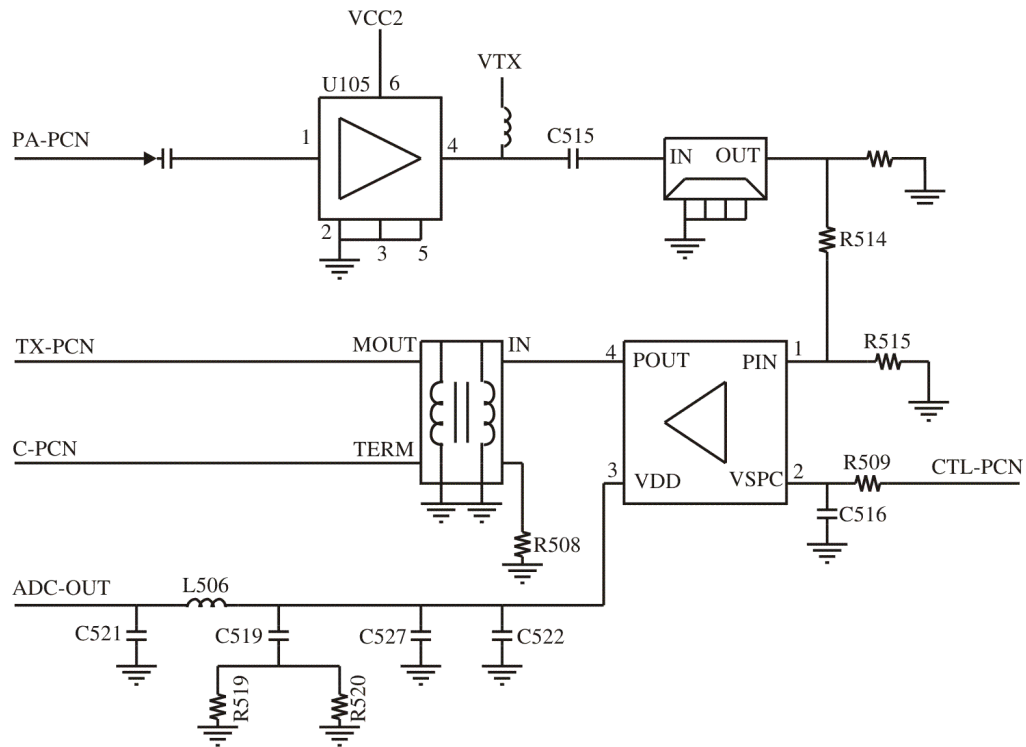 VCC2
U105 6
VTX
PA-PCN
1
4
C515
IN OUT
2
3
5
R514
TX-PCN
MOUT
IN
4
POUT
PIN
1
R515
C-PCN
TERM
3
VDD
VSPC
2
R509
CTL-PCN
C516
R508
ADC-OUT
L506
C521
C519
C527
C522
R519
R520